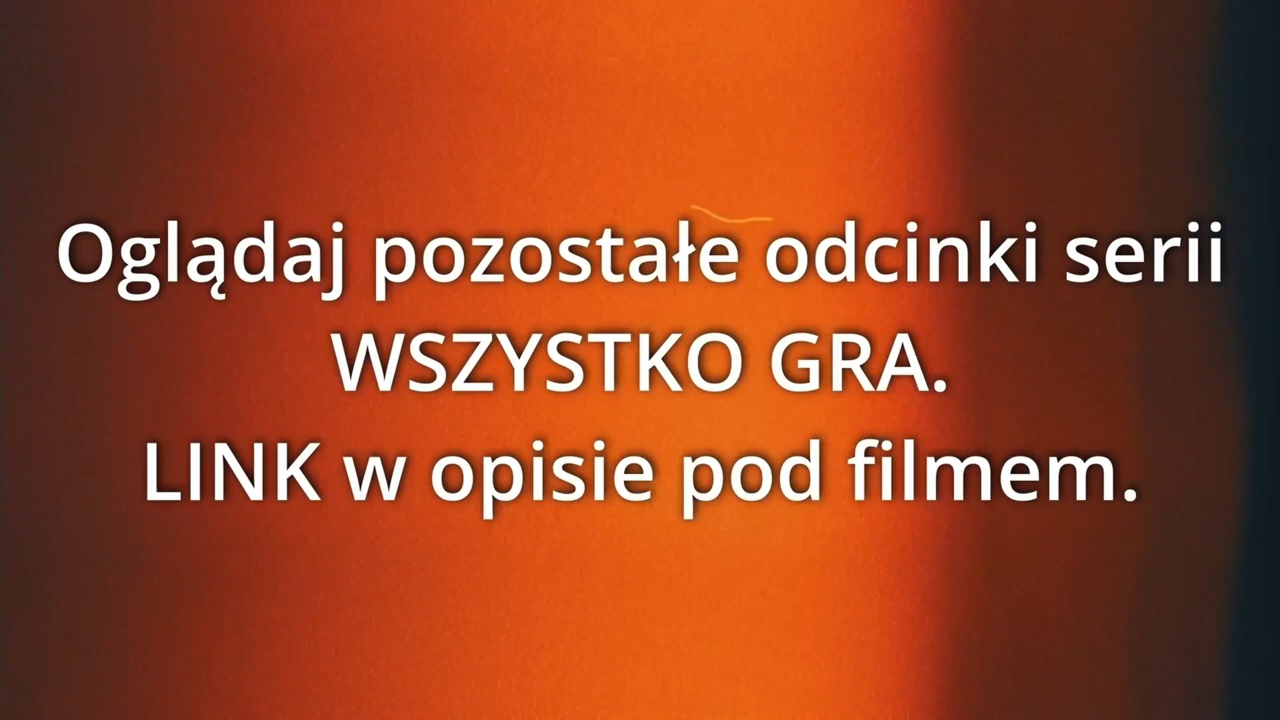 Oglądaj pozostałe odcinki serii
WSZYSTKO GRA.
LINK w opisie pod filmem.